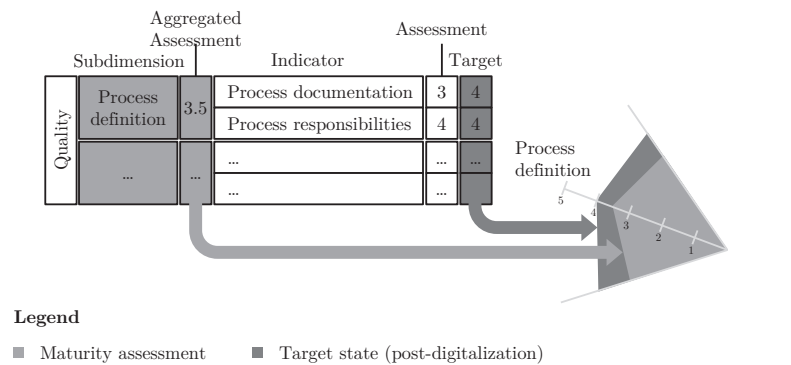 Aggregated
Assessment
Assessment
Subdimension
Indicator
Target
Quality
Process
definition
3.5
Process documentation
3
4
Process responsibilities
4
4
...
...
...
...
...
...
...
Process
definition
5
4
3
2
1
Legend
Maturity assessment
Target state (post-digitalization)